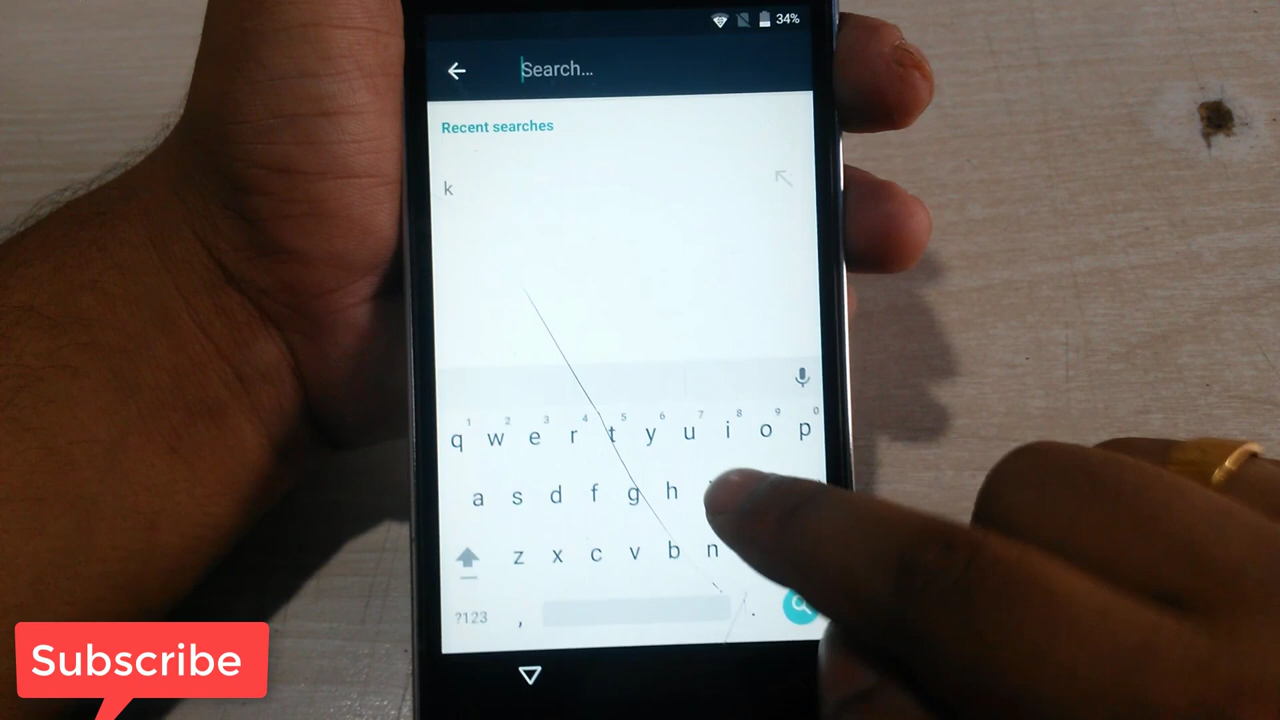 34%
Search...
Recent searches
k
1 2 3 4 5 6 7 8 9 0
q w e r t y u i o p
a s d f g h
z x c v b n
?123 , .
Subscribe